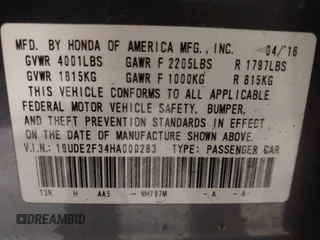 MFD. BY HONDA OF AMERICA MFG., INC. 04/'16
GVWR 4001LBS GAWR F 2205LBS R 1797LBS
GVWR 1815KG GAWR F 1000KG R 815KG
THIS VEHICLE CONFORMS TO ALL APPLICABLE
FEDERAL MOTOR VEHICLE SAFETY, BUMPER,
AND THEFT PREVENTION STANDARDS IN
EFFECT ON THE DATE OF MANUFACTURE SHOWN ABOVE.
V.I.N.: 19UDE2F34HA000283 TYPE: PASSENGER CAR
T3R H AA5 - NH797M - A - A -
© DREAMBID